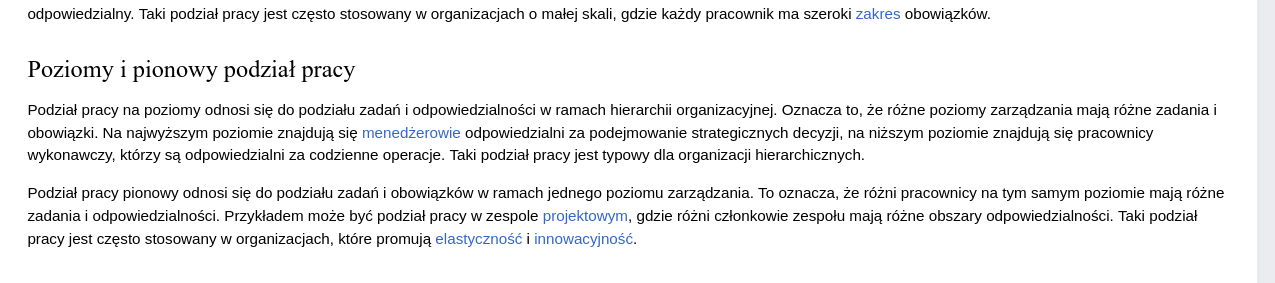 odpowiedzialny. Taki podział pracy jest często stosowany w organizacjach o małej skali, gdzie każdy pracownik ma szeroki zakres obowiązków.
Poziomy i pionowy podział pracy
Podział pracy na poziomy odnosi się do podziału zadań i odpowiedzialności w ramach hierarchii organizacyjnej. Oznacza to, że różne poziomy zarządzania mają różne zadania i
obowiązki. Na najwyższym poziomie znajdują się menedżerowie odpowiedzialni za podejmowanie strategicznych decyzji, na niższym poziomie znajdują się pracownicy
wykonawczy, którzy są odpowiedzialni za codzienne operacje. Taki podział pracy jest typowy dla organizacji hierarchicznych.
Podział pracy pionowy odnosi się do podziału zadań i obowiązków w ramach jednego poziomu zarządzania. To oznacza, że różni pracownicy na tym samym poziomie mają różne
zadania i odpowiedzialności. Przykładem może być podział pracy w zespole projektowym, gdzie różni członkowie zespołu mają różne obszary odpowiedzialności. Taki podział
pracy jest często stosowany w organizacjach, które promują elastyczność i innowacyjność.